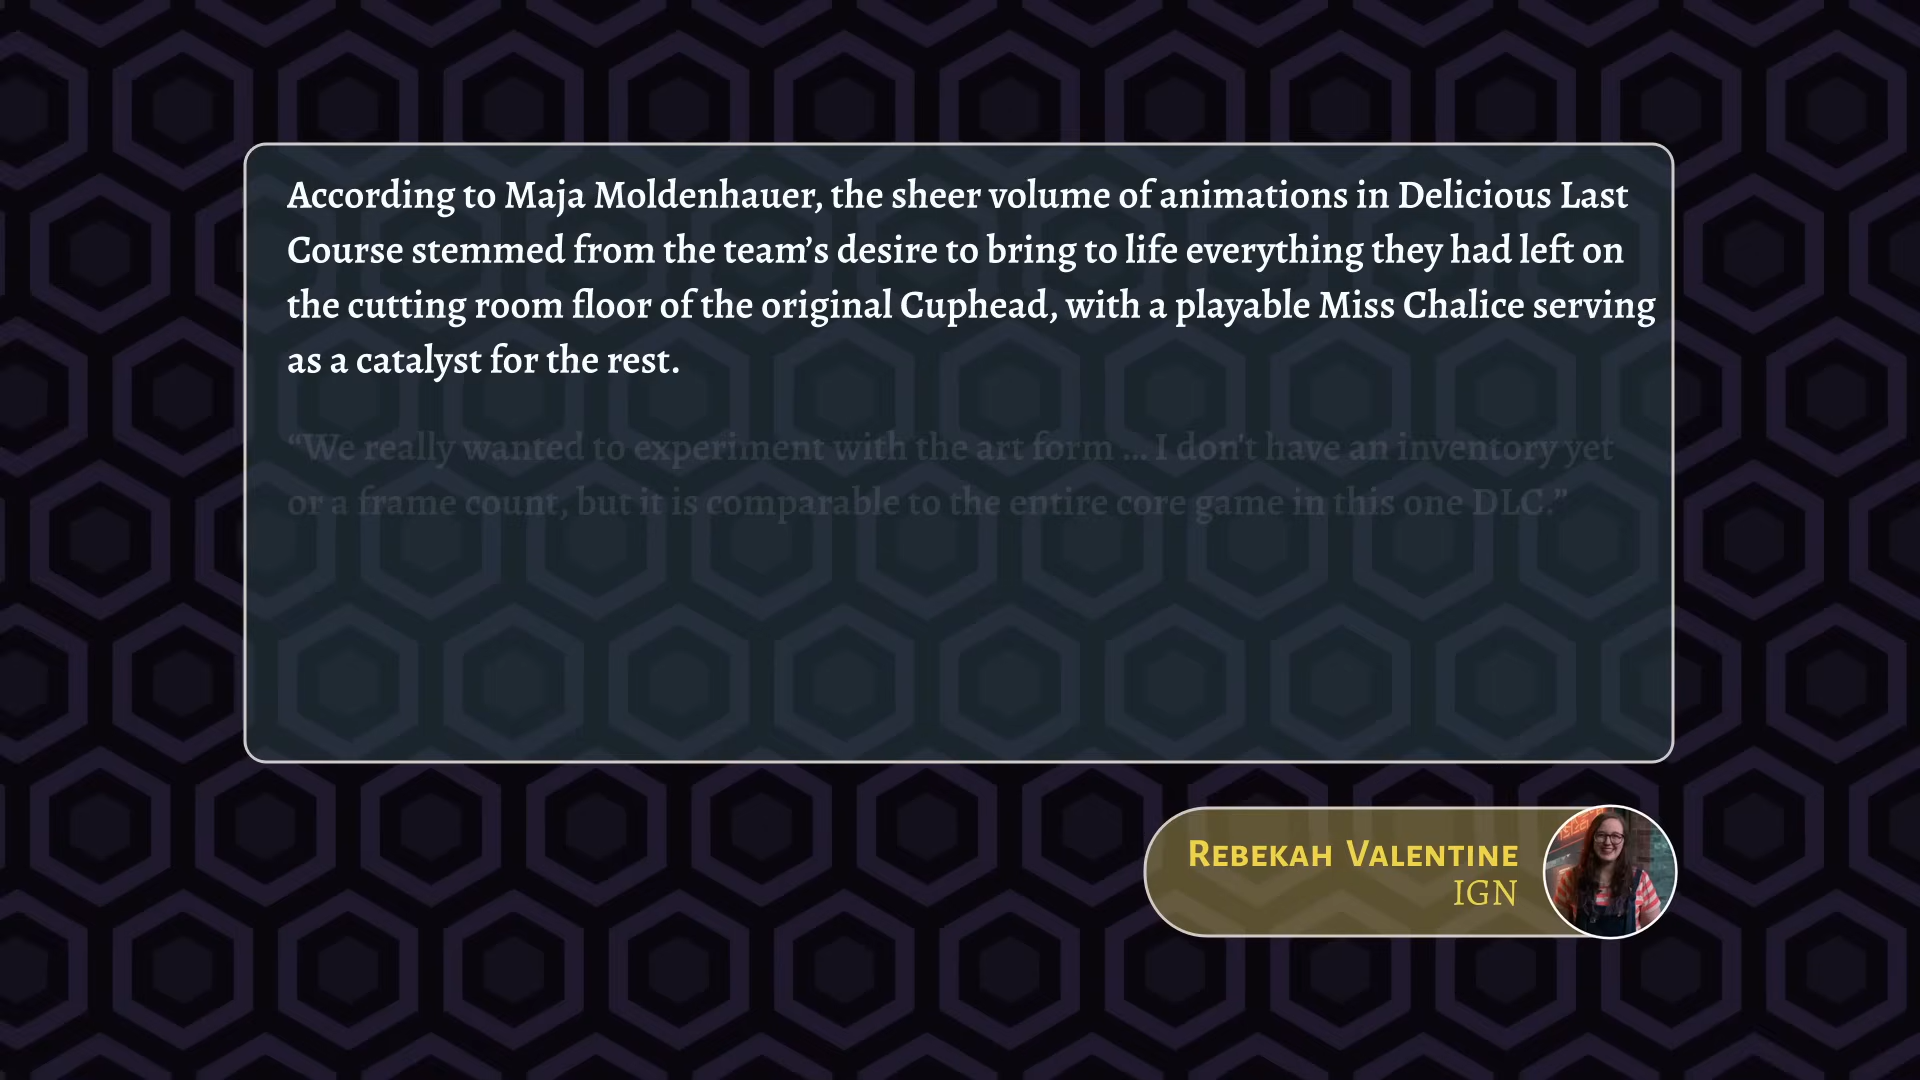 According to Maja Moldenhauer, the sheer volume of animations in Delicious Last
Course stemmed from the team’s desire to bring to life everything they had left on
the cutting room floor of the original Cuphead, with a playable Miss Chalice serving
as a catalyst for the rest.
“We really wanted to experiment with the art form ... I don't have an inventory yet
or a frame count, but it is comparable to the entire core game in this one DLC.”
Rebekah Valentine
IGN